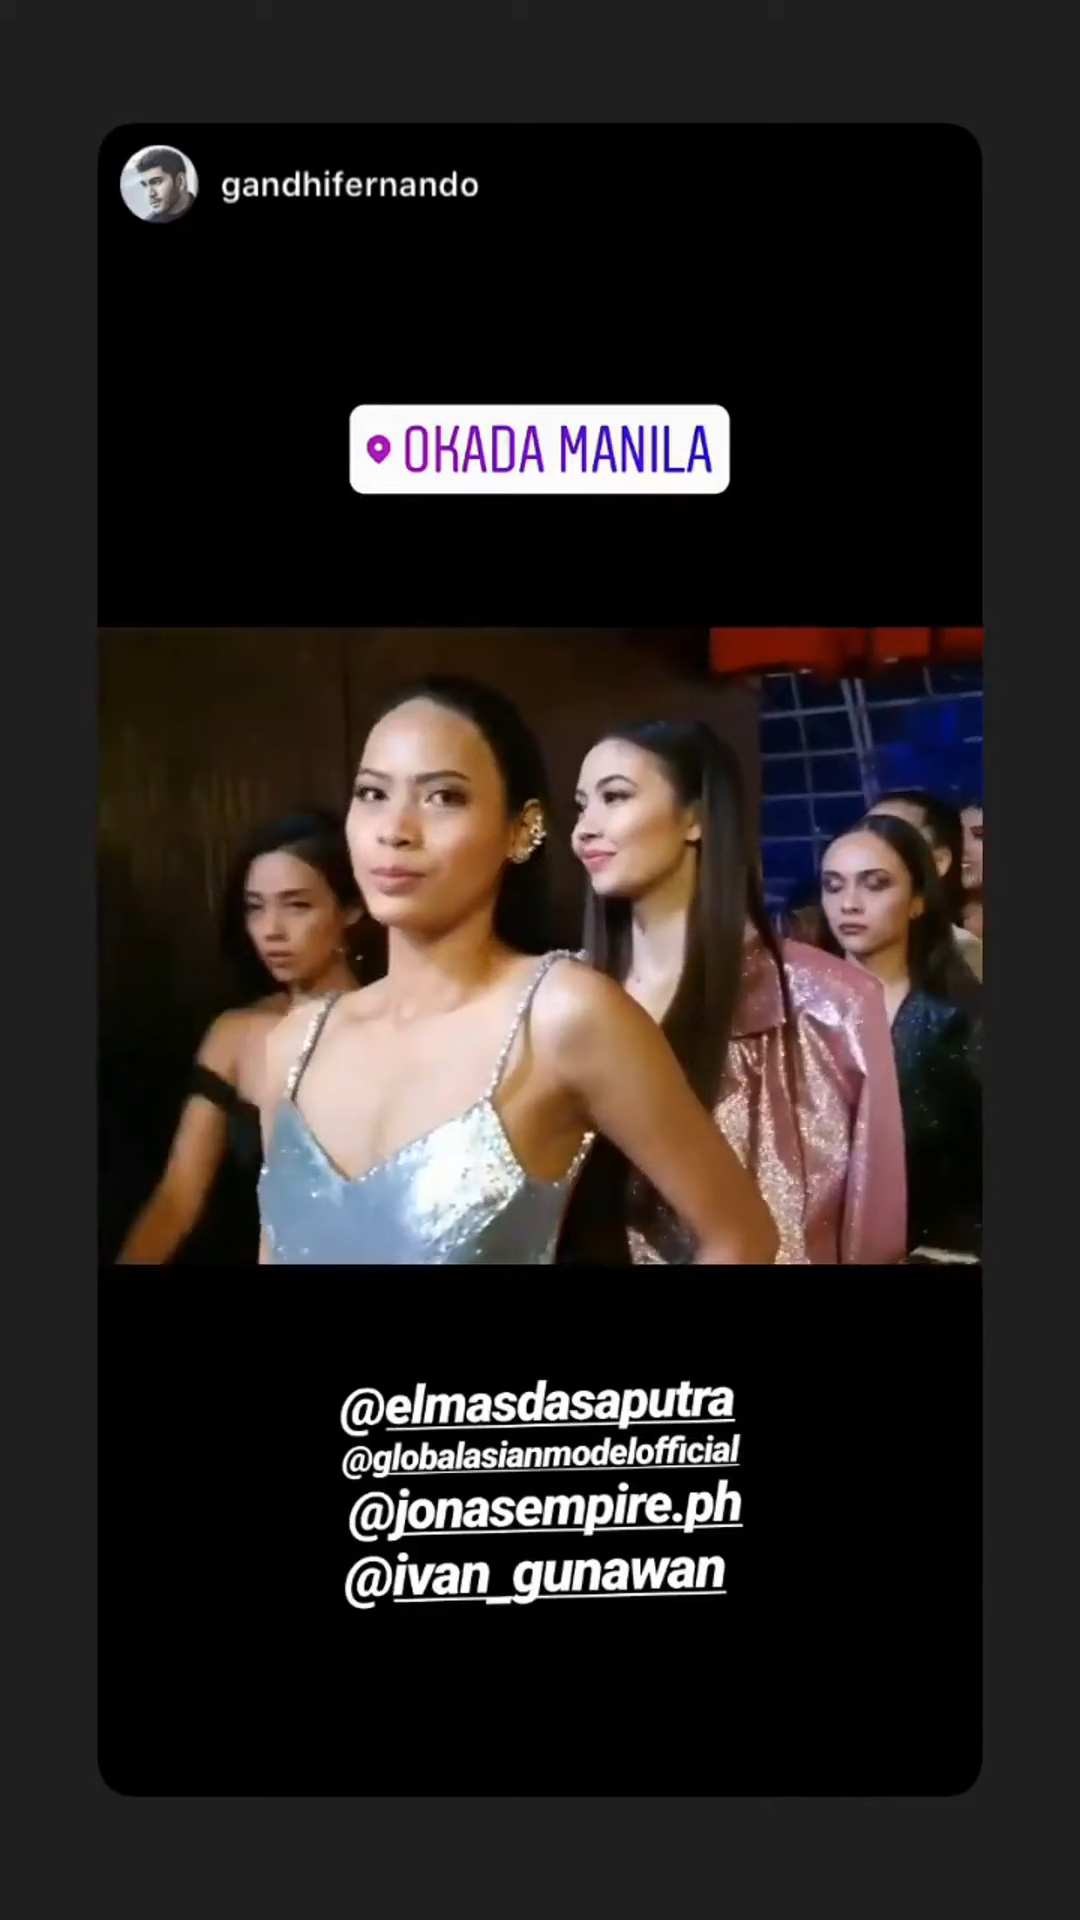 gandhifernando
OKADA MANILA
@elmasdasaputra
@globalasianmodelofficial
@jonasempire.ph
@ivan_gunawan